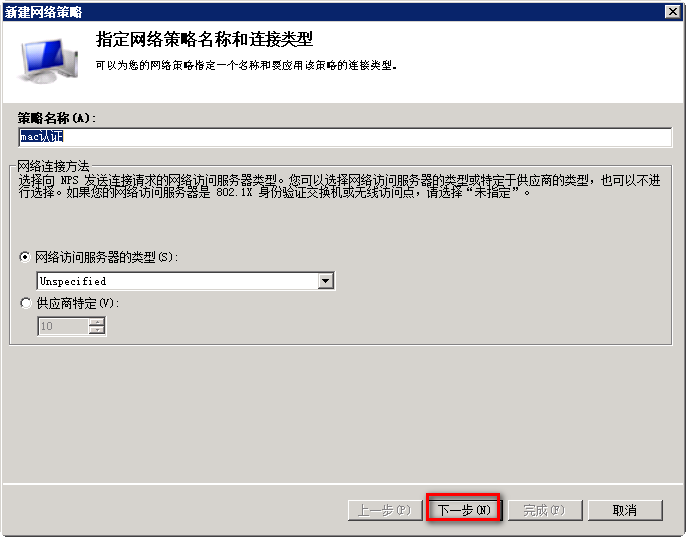 新建网络策略
指定网络策略名称和连接类型
可以为您的网络策略指定一个名称和要应用该策略的连接类型。
策略名称(A):
mac认证
网络连接方法
选择向 NPS 发送连接请求的网络访问服务器类型。您可以选择网络访问服务器的类型或特定于供应商的类型，也可以不进
行选择。如果您的网络访问服务器是 802.1X 身份验证交换机或无线访问点，请选择“未指定”。
网络访问服务器的类型(S):
Unspecified
供应商特定(V):
10
上一步(P) 下一步(N) 完成(F) 取消